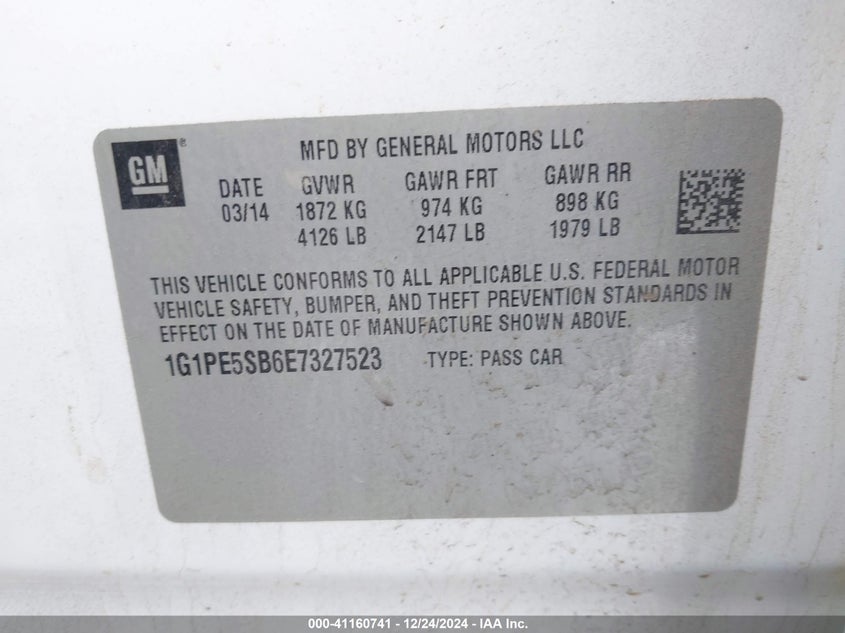 GM®
MFD BY GENERAL MOTORS LLC
DATE GVWR GAWR FRT GAWR RR
03/14 1872 KG 974 KG 898 KG
4126 LB 2147 LB 1979 LB
THIS VEHICLE CONFORMS TO ALL APPLICABLE U.S. FEDERAL MOTOR
VEHICLE SAFETY, BUMPER, AND THEFT PREVENTION STANDARDS IN
EFFECT ON THE DATE OF MANUFACTURE SHOWN ABOVE.
1G1PE5SB6E7327523 TYPE: PASS CAR
000-41160741 - 12/24/2024 - IAA Inc.